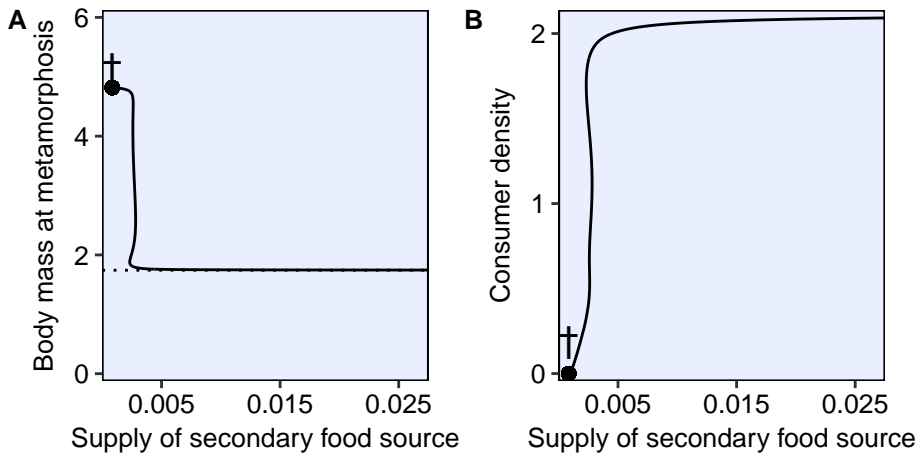 A
Body mass at metamorphosis
6
4
2
0
†
0.005 0.015 0.025
Supply of secondary food source
B
Consumer density
2
1
0
†
0.005 0.015 0.025
Supply of secondary food source